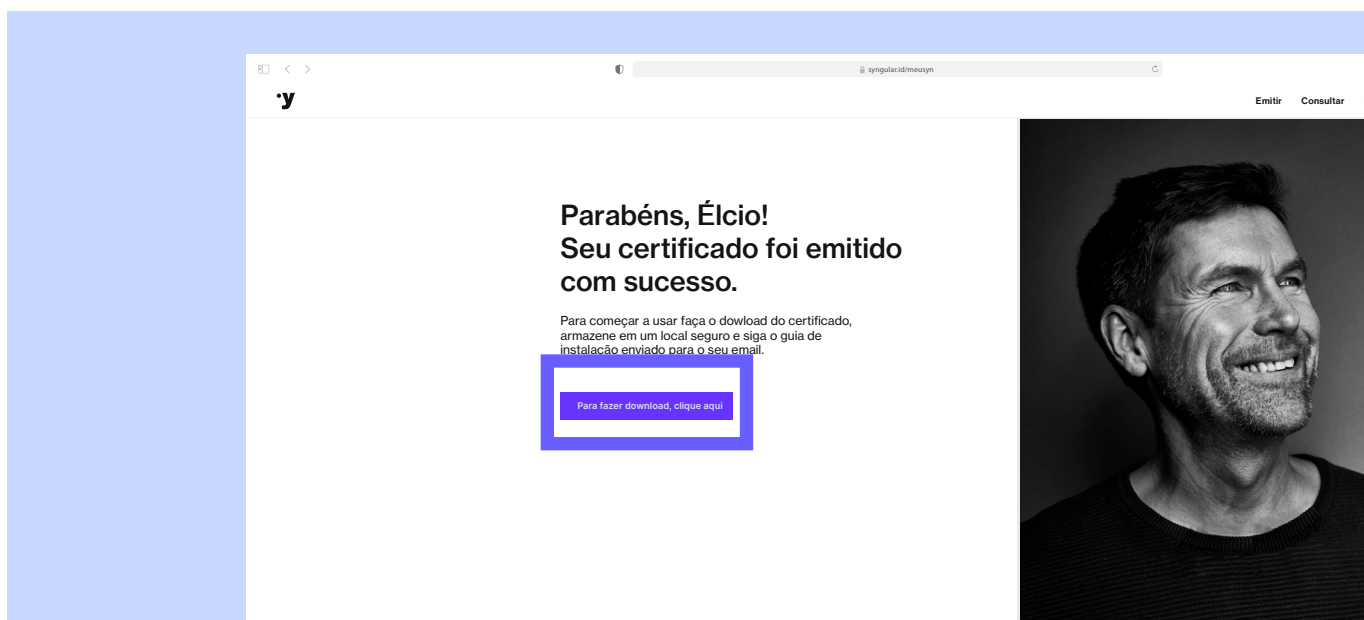 syngular.id/meusyn
·y
Emitir Consultar
Parabéns, Élcio!
Seu certificado foi emitido
com sucesso.
Para começar a usar faça o dowload do certificado,
armazene em um local seguro e siga o guia de
instalação enviado para o seu email.
Para fazer download, clique aqui